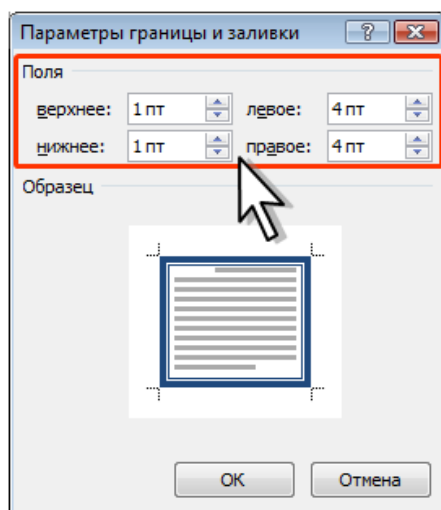 Параметры границы и заливки
Поля
верхнее: 1 пт левое: 4 пт
нижнее: 1 пт правое: 4 пт
Образец
ОК Отмена